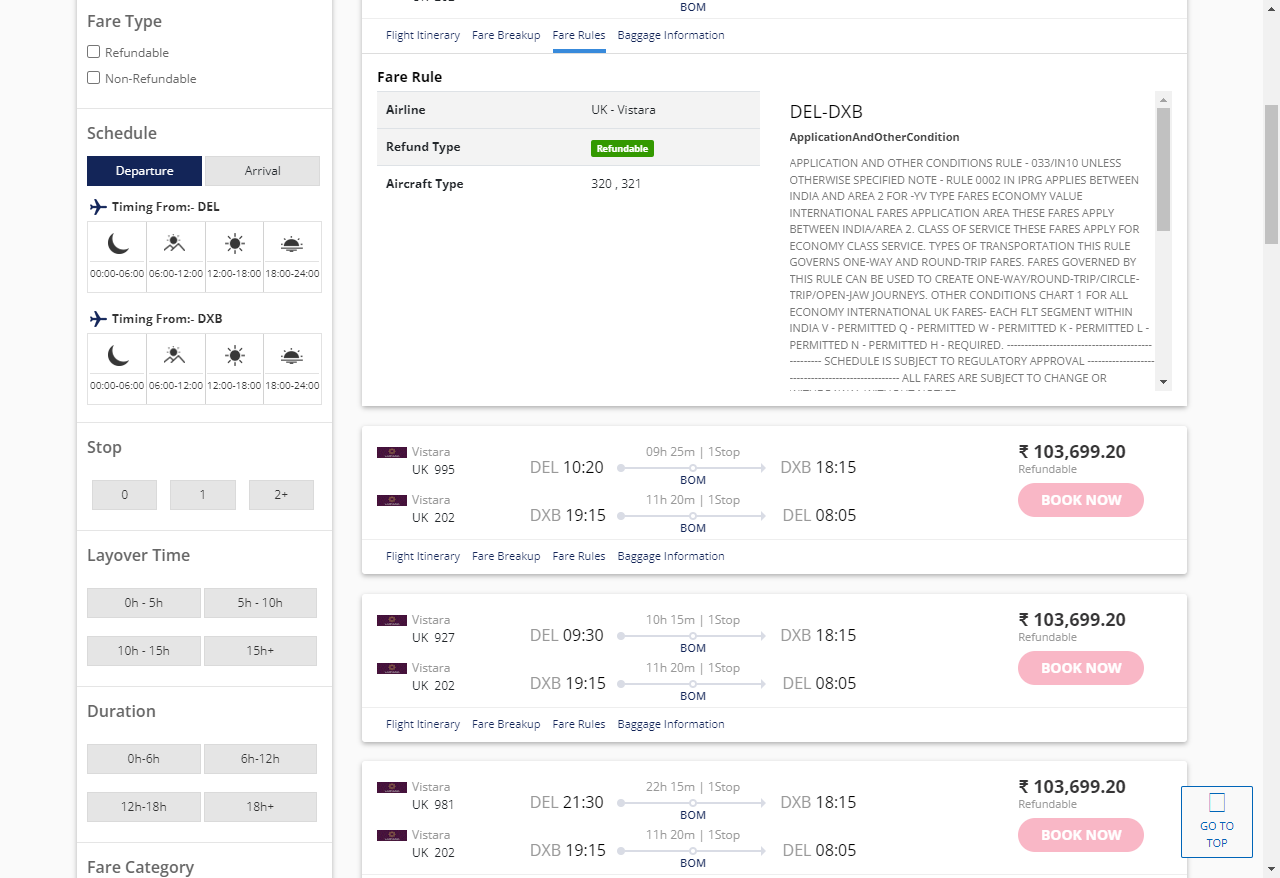 Fare Type
Refundable
Non-Refundable
Schedule
Departure
Arrival
Timing From:- DEL
00:00-06:00
06:00-12:00
12:00-18:00
18:00-24:00
Timing From:- DXB
00:00-06:00
06:00-12:00
12:00-18:00
18:00-24:00
Stop
0
1
2+
Layover Time
0h - 5h
5h - 10h
10h - 15h
15h+
Duration
0h-6h
6h-12h
12h-18h
18h+
Fare Category
BOM
Flight Itinerary
Fare Breakup
Fare Rules
Baggage Information
Fare Rule
Airline
UK - Vistara
Refund Type
Refundable
Aircraft Type
320 , 321
DEL-DXB
ApplicationAndOtherCondition
APPLICATION AND OTHER CONDITIONS RULE - 033/IN10 UNLESS
OTHERWISE SPECIFIED NOTE - RULE 0002 IN IPRG APPLIES BETWEEN
INDIA AND AREA 2 FOR -YV TYPE FARES ECONOMY VALUE
INTERNATIONAL FARES APPLICATION AREA THESE FARES APPLY
BETWEEN INDIA/AREA 2. CLASS OF SERVICE THESE FARES APPLY FOR
ECONOMY CLASS SERVICE. TYPES OF TRANSPORTATION THIS RULE
GOVERNS ONE-WAY AND ROUND-TRIP FARES. FARES GOVERNED BY
THIS RULE CAN BE USED TO CREATE ONE-WAY/ROUND-TRIP/CIRCLE-
TRIP/OPEN-JAW JOURNEYS. OTHER CONDITIONS CHART 1 FOR ALL
ECONOMY INTERNATIONAL UK FARES- EACH FLT SEGMENT WITHIN
INDIA V - PERMITTED Q - PERMITTED W - PERMITTED K - PERMITTED L -
PERMITTED N - PERMITTED H - REQUIRED. ------------------------------------------
--------- SCHEDULE IS SUBJECT TO REGULATORY APPROVAL -------------------
-------------------------------- ALL FARES ARE SUBJECT TO CHANGE OR
Vistara
UK 995
DEL 10:20
09h 25m | 1Stop
BOM
DXB 18:15
Vistara
UK 202
DXB 19:15
11h 20m | 1Stop
BOM
DEL 08:05
₹ 103,699.20
Refundable
BOOK NOW
Flight Itinerary
Fare Breakup
Fare Rules
Baggage Information
Vistara
UK 927
DEL 09:30
10h 15m | 1Stop
BOM
DXB 18:15
Vistara
UK 202
DXB 19:15
11h 20m | 1Stop
BOM
DEL 08:05
₹ 103,699.20
Refundable
BOOK NOW
Flight Itinerary
Fare Breakup
Fare Rules
Baggage Information
Vistara
UK 981
DEL 21:30
22h 15m | 1Stop
BOM
DXB 18:15
Vistara
UK 202
DXB 19:15
11h 20m | 1Stop
BOM
DEL 08:05
₹ 103,699.20
Refundable
BOOK NOW
GO TO
TOP